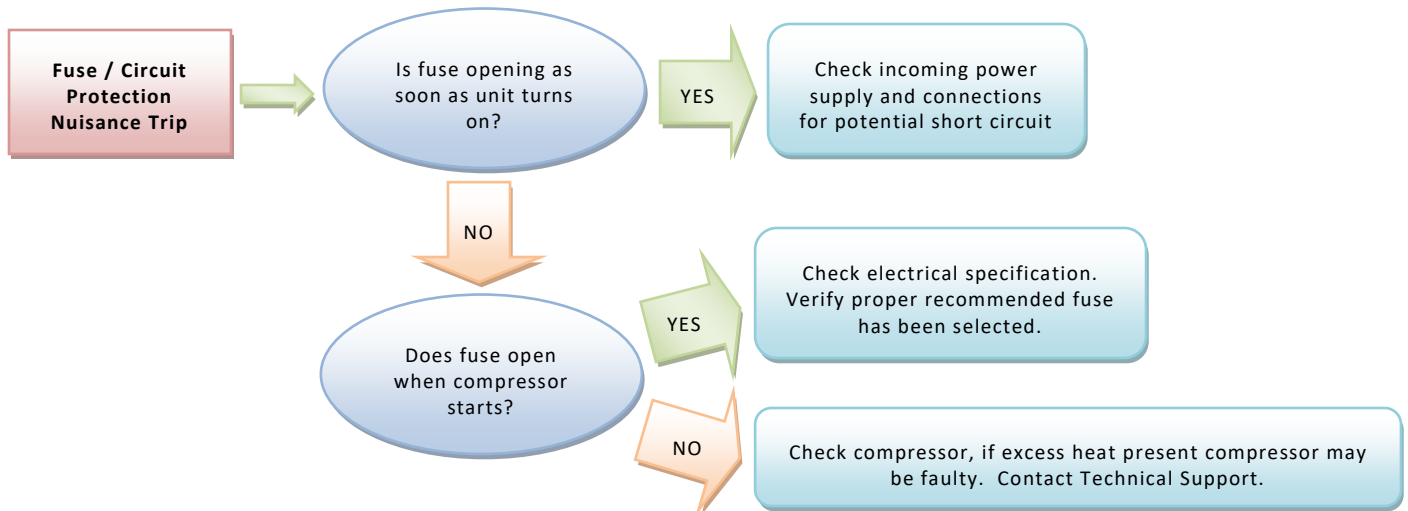 Fuse / Circuit
Protection
Nuisance Trip
Is fuse opening as
soon as unit turns
on?
YES
Check incoming power
supply and connections
for potential short circuit
NO
Does fuse open
when compressor
starts?
YES
Check electrical specification.
Verify proper recommended fuse
has been selected.
NO
Check compressor, if excess heat present compressor may
be faulty.  Contact Technical Support.